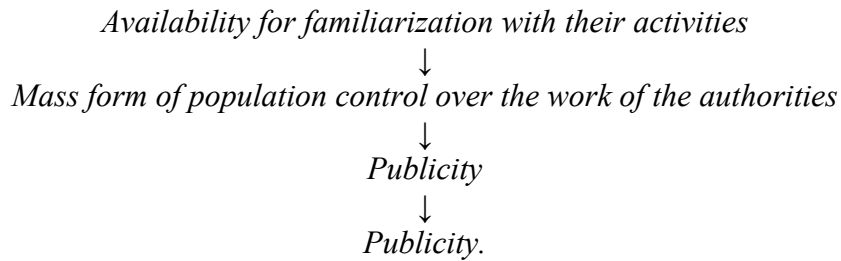 Availability for familiarization with their activities
↓
Mass form of population control over the work of the authorities
↓
Publicity
↓
Publicity.